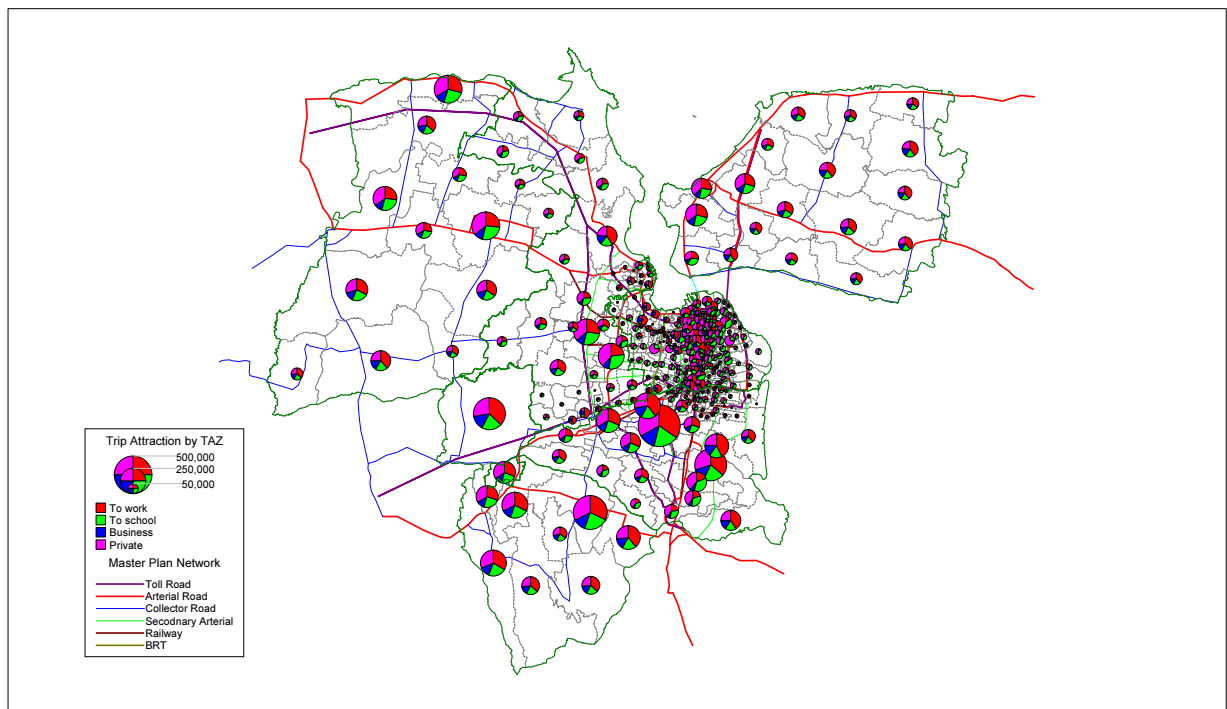 Trip Attraction by TAZ
500,000
250,000
50,000
To work
To school
Business
Private
Master Plan Network
Toll Road
Arterial Road
Collector Road
Secodnary Arterial
Railway
BRT